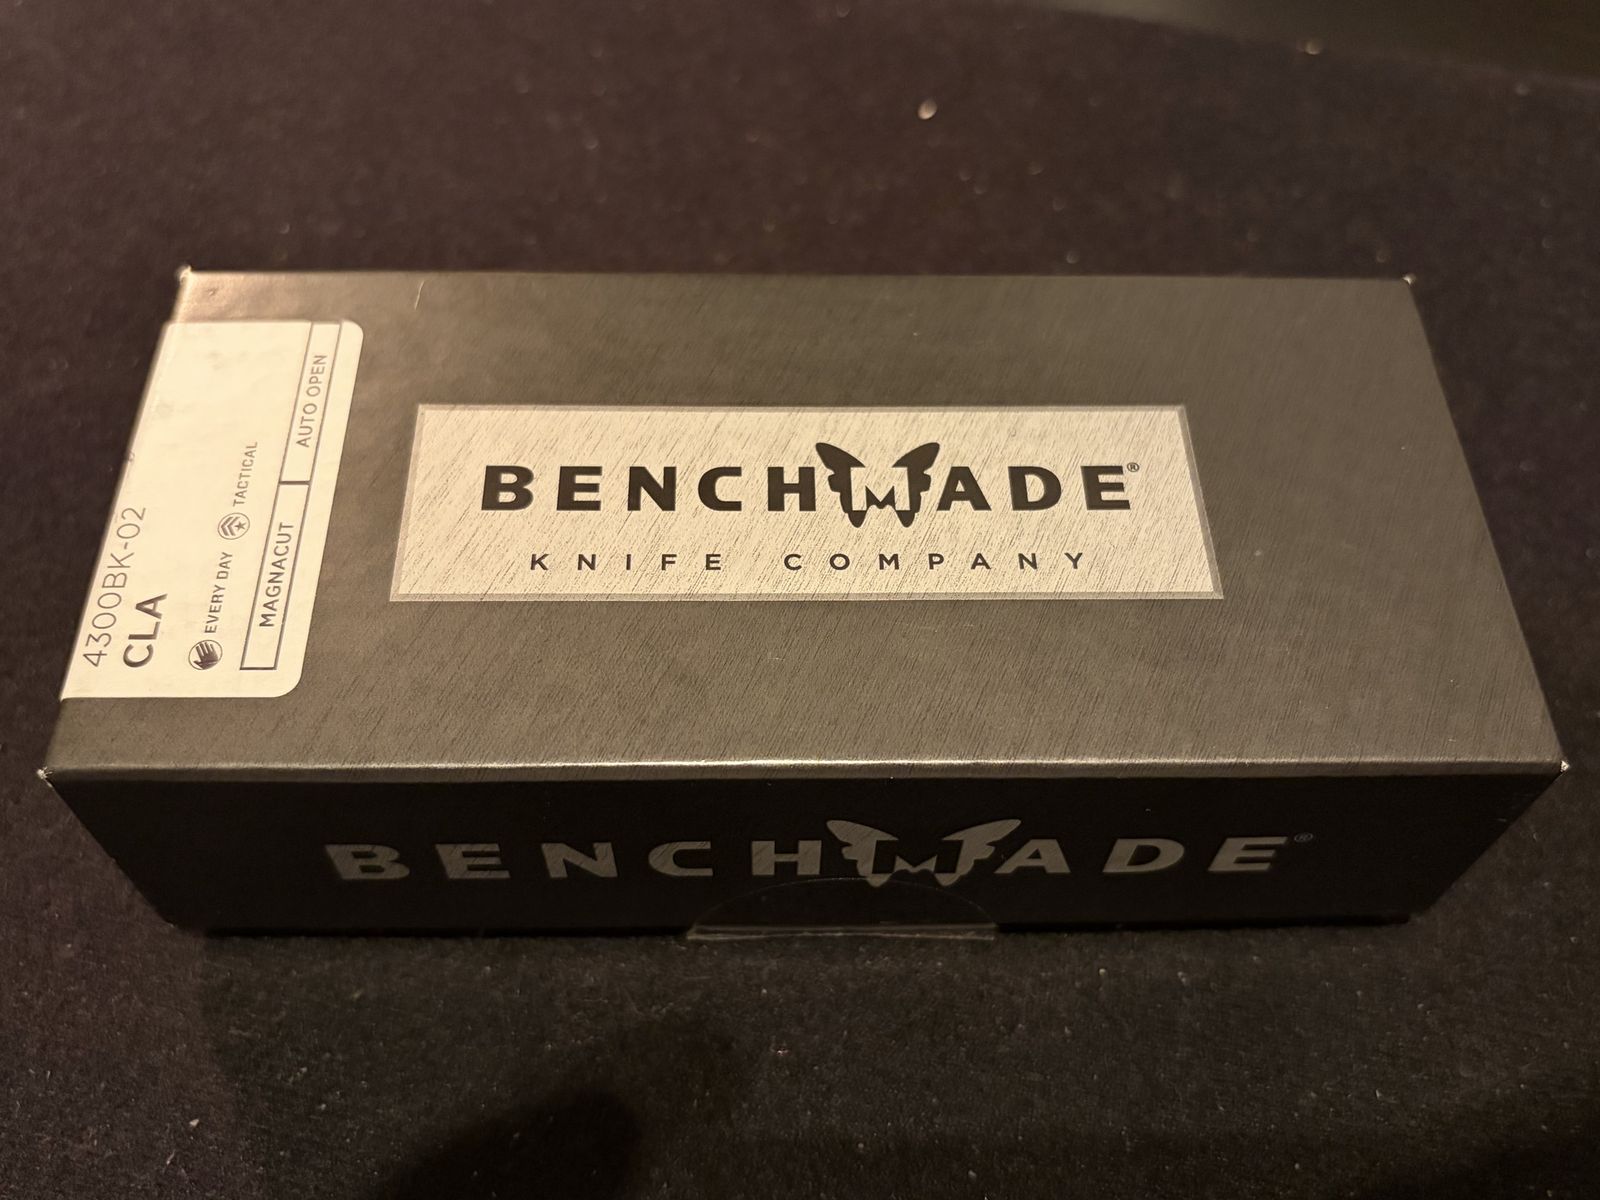 4300BK-02
CLA
EVERY DAY TACTICAL
MAGNACUT
AUTO OPEN
BENCHMADE®
KNIFE COMPANY
BENCHMADE®